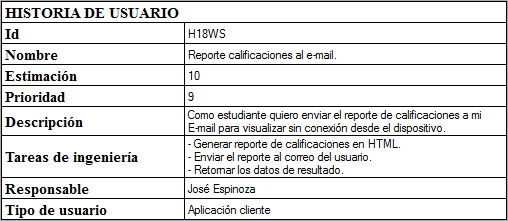 HISTORIA DE USUARIO
Id H18WS
Nombre Reporte calificaciones al e-mail.
Estimación 10
Prioridad 9
Descripción Como estudiante quiero enviar el reporte de calificaciones a mi
E-mail para visualizar sin conexión desde el dispositivo.
Tareas de ingeniería - Generar reporte de calificaciones en HTML.
- Enviar el reporte al correo del usuario.
- Retornar los datos de resultado.
Responsable José Espinoza
Tipo de usuario Aplicación cliente